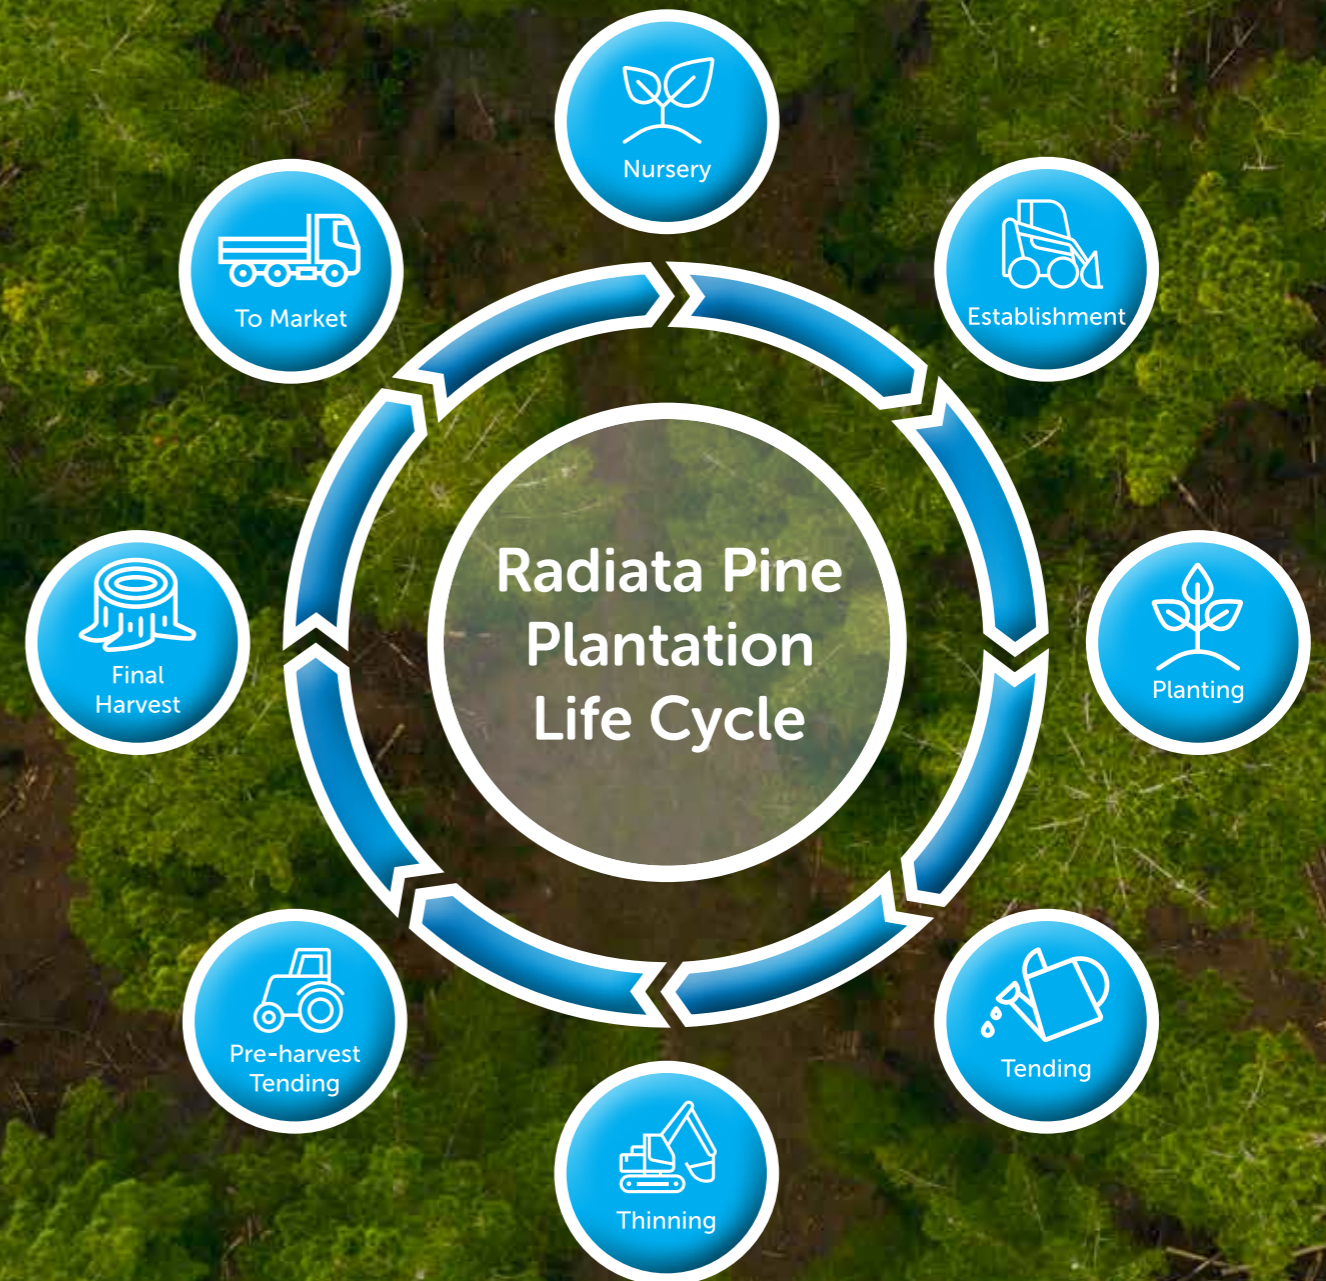 Nursery
Establishment
Planting
Tending
Thinning
Pre-harvest
Tending
Final
Harvest
To Market
Radiata Pine
Plantation
Life Cycle